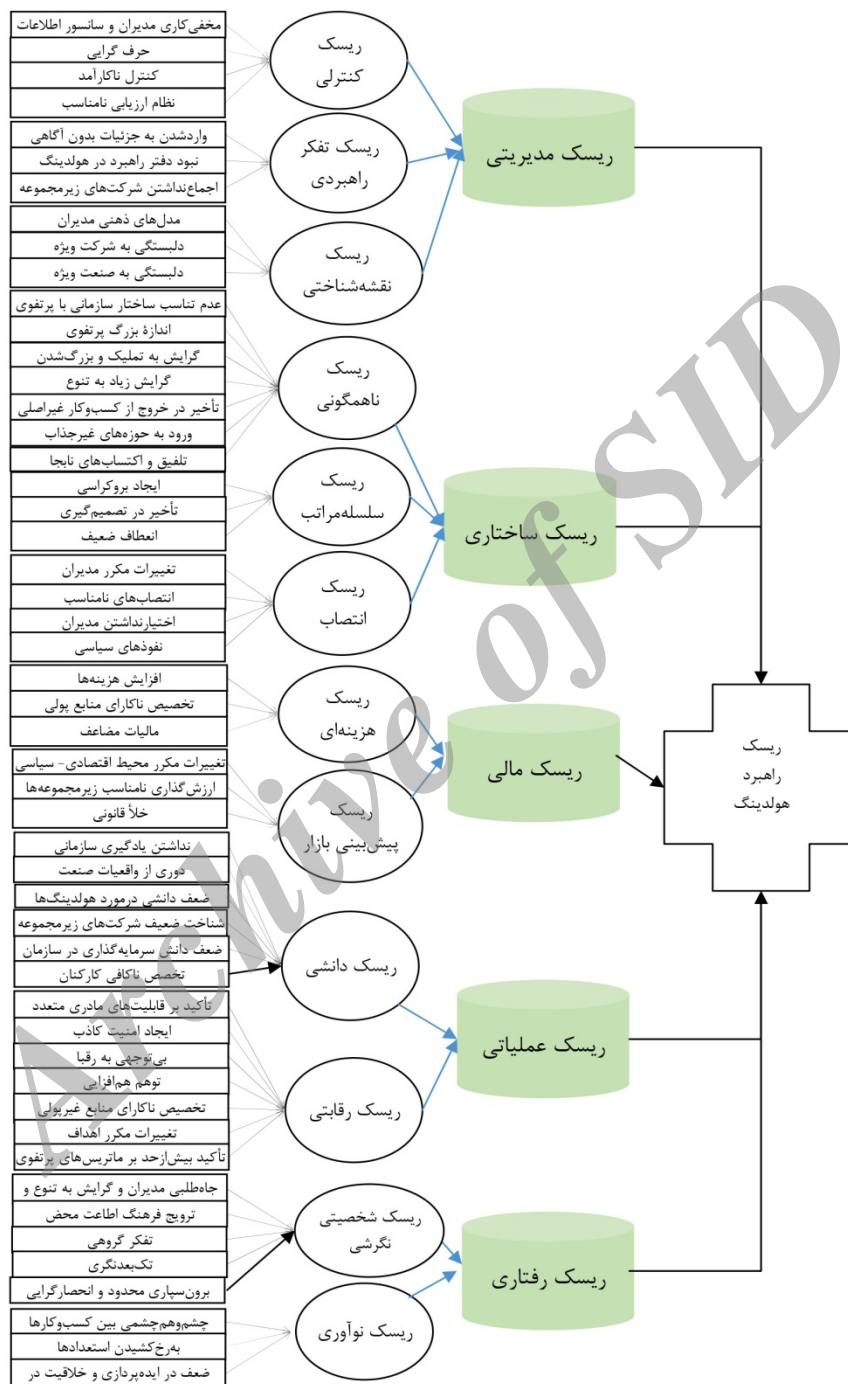 مخفی‌کاری مدیران و سانسور اطلاعات
حرف گرایی
کنترل ناکارآمد
نظام ارزیابی نامناسب
ریسک
کنترلی
واردشدن به جزئیات بدون آگاهی
نبود دفتر راهبرد در هولدینگ
اجماع‌نداشتن شرکت‌های زیرمجموعه
ریسک تفکر
راهبردی
مدل‌های ذهنی مدیران
دلبستگی به شرکت ویژه
دلبستگی به صنعت ویژه
ریسک
نقشه‌شناختی
ریسک مدیریتی
عدم تناسب ساختار سازمانی با پرتفوی
اندازهٔ بزرگ پرتفوی
گرایش به تملیک و بزرگ‌شدن
گرایش زیاد به تنوع
تأخیر در خروج از کسب‌وکار غیراصلی
ورود به حوزه‌های غیرجذاب
تلفیق و اکتساب‌های نابجا
ریسک
ناهمگونی
ایجاد بروکراسی
تأخیر در تصمیم‌گیری
انعطاف ضعیف
ریسک
سلسله‌مراتب
تغییرات مکرر مدیران
انتصاب‌های نامناسب
اختیارنداشتن مدیران
نفوذهای سیاسی
ریسک
انتصاب
ریسک ساختاری
افزایش هزینه‌ها
تخصیص ناکارای منابع پولی
مالیات مضاعف
ریسک
هزینه‌ای
تغییرات مکرر محیط اقتصادی- سیاسی
ارزش‌گذاری نامناسب زیرمجموعه‌ها
خلأ قانونی
ریسک
پیش‌بینی بازار
ریسک مالی
ریسک
راهبرد
هولدینگ
نداشتن یادگیری سازمانی
دوری از واقعیات صنعت
ضعف دانشی درمورد هولدینگ‌ها
شناخت ضعیف شرکت‌های زیرمجموعه
ضعف دانش سرمایه‌گذاری در سازمان
تخصص ناکافی کارکنان
ریسک دانشی
تأکید بر قابلیت‌های مادری متعدد
ایجاد امنیت کاذب
بی‌توجهی به رقبا
توهم هم‌افزایی
تخصیص ناکارای منابع غیرپولی
تغییرات مکرر اهداف
تأکید بیش‌ازحد بر ماتریس‌های پرتفوی
ریسک رقابتی
ریسک عملیاتی
جاه‌طلبی مدیران و گرایش به تنوع و
ترویج فرهنگ اطاعت محض
تفکر گروهی
تک‌بعدنگری
برون‌سپاری محدود و انحصارگرایی
ریسک شخصیتی
نگرشی
چشم‌وهم‌چشمی بین کسب‌وکارها
به‌رخ‌کشیدن استعدادها
ضعف در ایده‌پردازی و خلاقیت در
ریسک نوآوری
ریسک رفتاری
Archive of SID